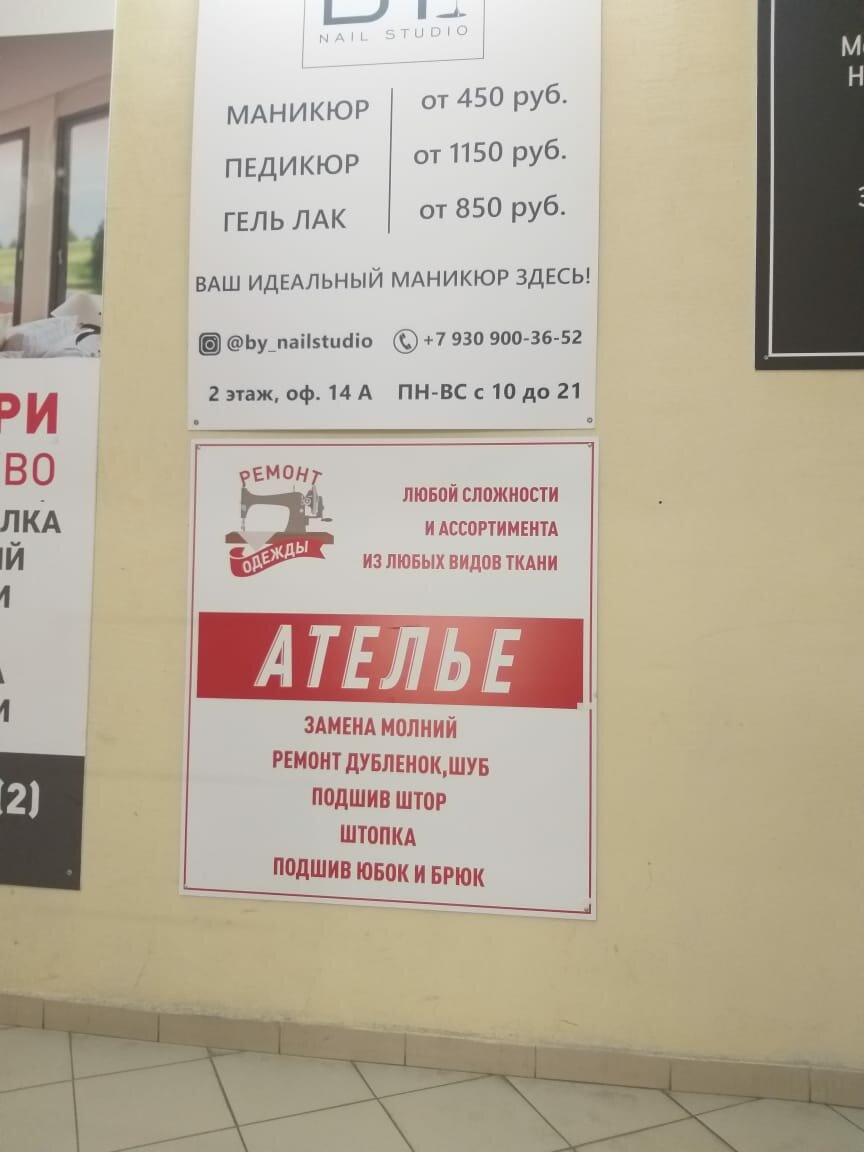 NAIL STUDIO
МАНИКЮР от 450 руб.
ПЕДИКЮР от 1150 руб.
ГЕЛЬ ЛАК от 850 руб.
ВАШ ИДЕАЛЬНЫЙ МАНИКЮР ЗДЕСЬ!
@by_nailstudio +7 930 900-36-52
2 этаж, оф. 14 А ПН-ВС с 10 до 21
РЕМОНТ
ОДЕЖДЫ
ЛЮБОЙ СЛОЖНОСТИ
И АССОРТИМЕНТА
ИЗ ЛЮБЫХ ВИДОВ ТКАНИ
АТЕЛЬЕ
ЗАМЕНА МОЛНИЙ
РЕМОНТ ДУБЛЕНОК,ШУБ
ПОДШИВ ШТОР
ШТОПКА
ПОДШИВ ЮБОК И БРЮК
(2)